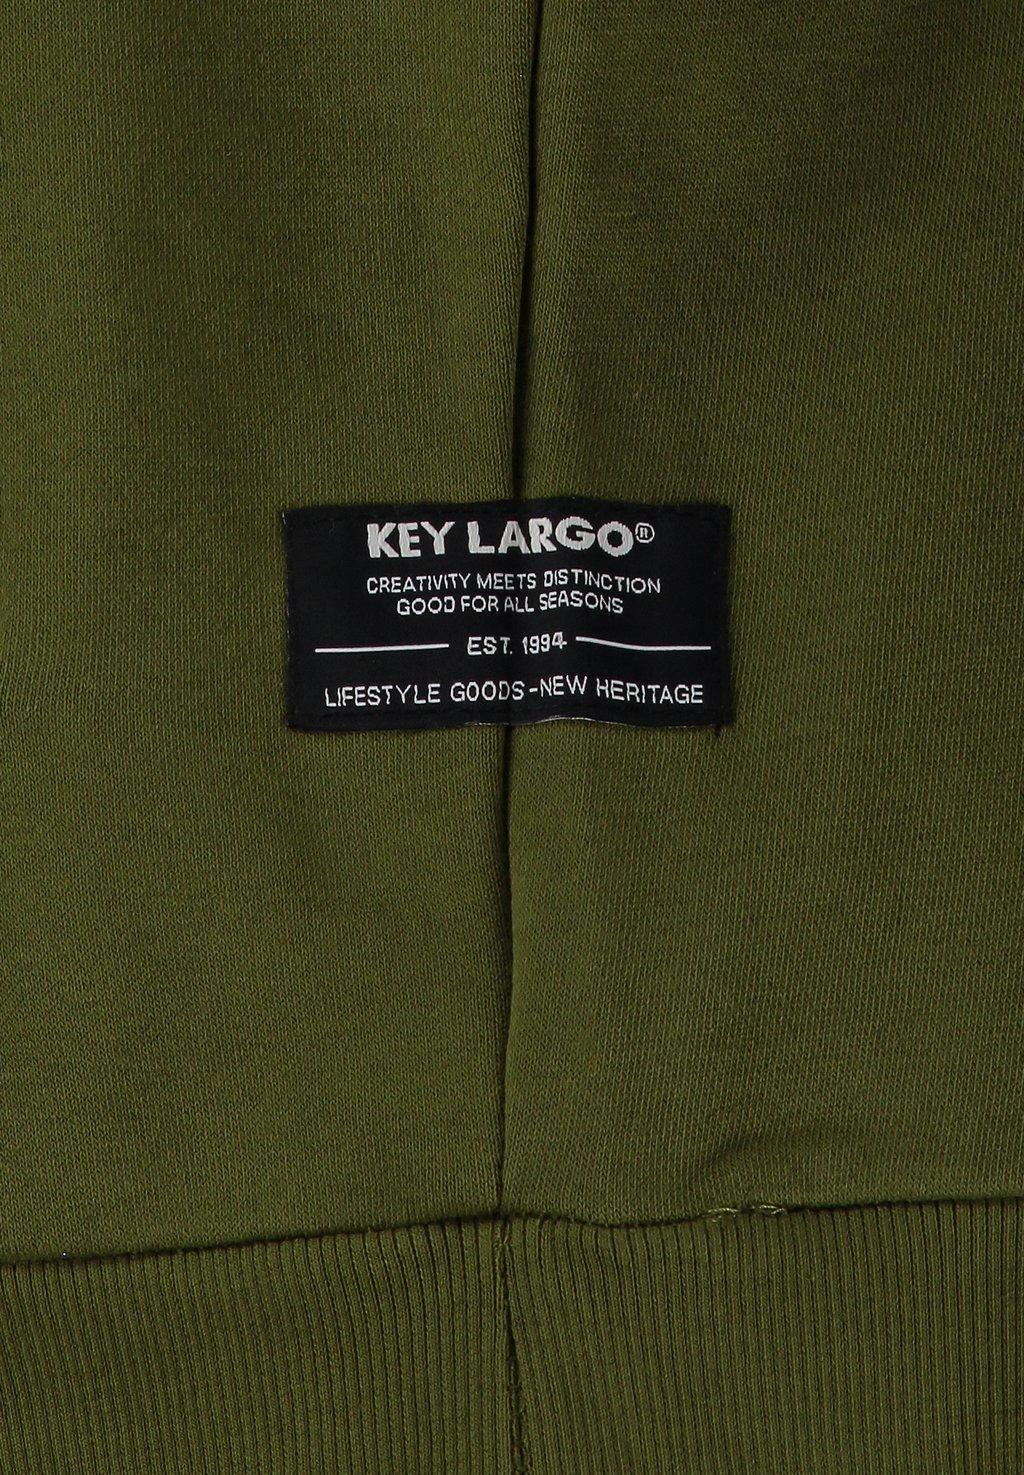 KEY LARGO®
CREATIVITY MEETS DISTINCTION
GOOD FOR ALL SEASONS
EST. 1994
LIFESTYLE GOODS-NEW HERITAGE